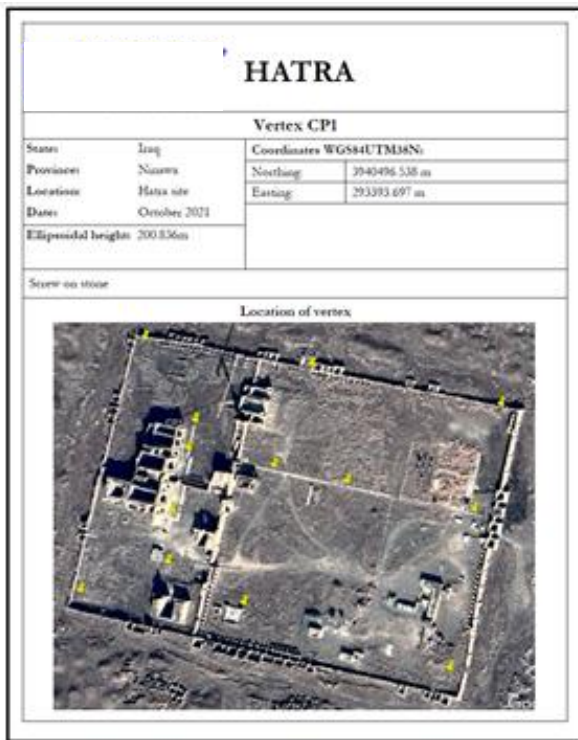 HATRA
Vertex CP1
State: Iraq
Province: Ninawa
Location: Hatra site
Date: October 2021
Ellipsoidal height: 200.836m
Coordinates WGS84UTM38N:
Northing 3940496.538 m
Easting 293393.697 m
Screw on stone
Location of vertex